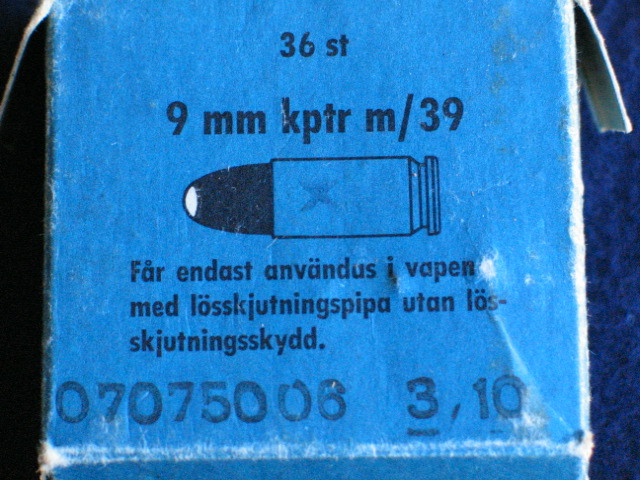 36 st
9 mm kptr m/39
Får endast användus i vapen
med lösskjutningspipa utan lös-
skjutningsskydd.
07075006 3,10